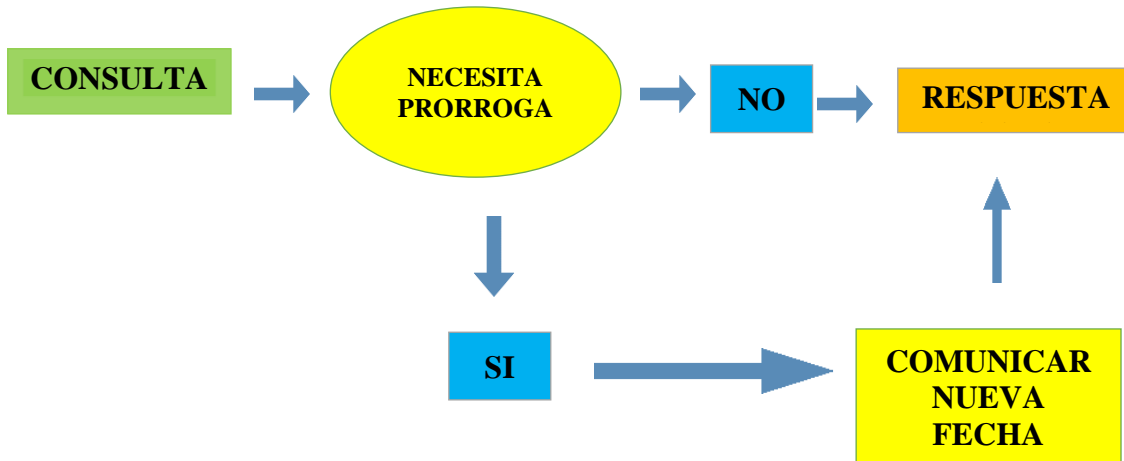 CONSULTA
NECESITA
PRORROGA
NO
RESPUESTA
SI
COMUNICAR
NUEVA
FECHA